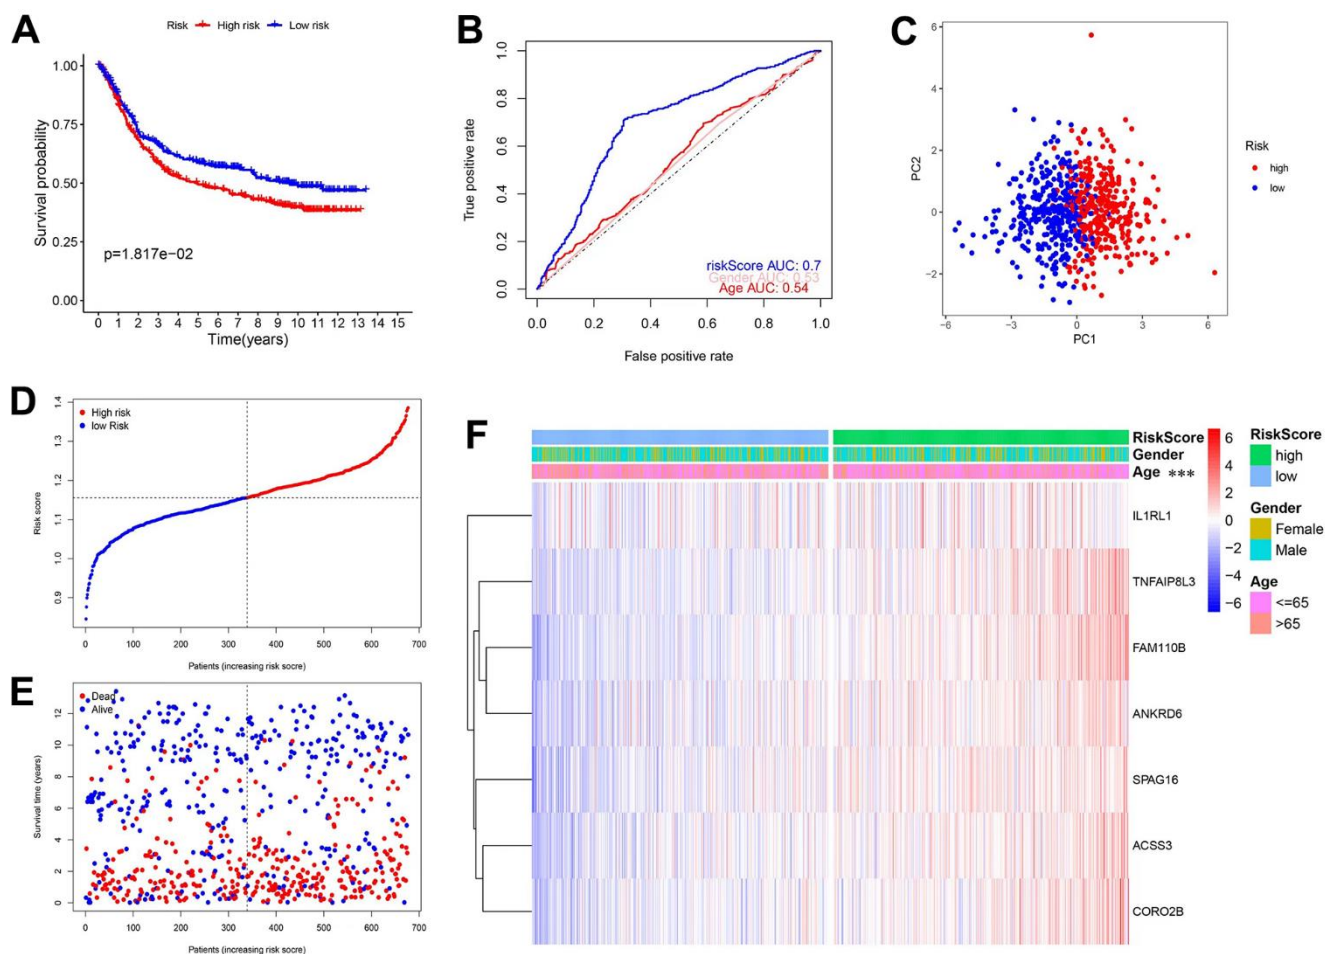 A
Risk High risk Low risk
Survival probability
1.00
0.75
0.50
0.25
0.00
p=1.817e−02
0 1 2 3 4 5 6 7 8 9 10 11 12 13 14 15
Time(years)
B
True positive rate
1.0
0.8
0.6
0.4
0.2
0.0
riskScore AUC: 0.7
Gender AUC: 0.53
Age AUC: 0.54
0.0 0.2 0.4 0.6 0.8 1.0
False positive rate
C
PC2
6
4
2
0
−2
−6 −3 0 3 6
PC1
Risk
high
low
D
Risk score
1.4
1.3
1.2
1.1
1.0
0.9
High risk
low Risk
0 100 200 300 400 500 600 700
Patients (increasing risk socre)
E
Survival time (years)
12
10
8
6
4
2
0
Dead
Alive
0 100 200 300 400 500 600 700
Patients (increasing risk socre)
F
RiskScore
Gender
Age ***
IL1RL1
TNFAIP8L3
FAM110B
ANKRD6
SPAG16
ACSS3
CORO2B
6
4
2
0
−2
−4
−6
RiskScore
high
low
Gender
Female
Male
Age
<=65
>65